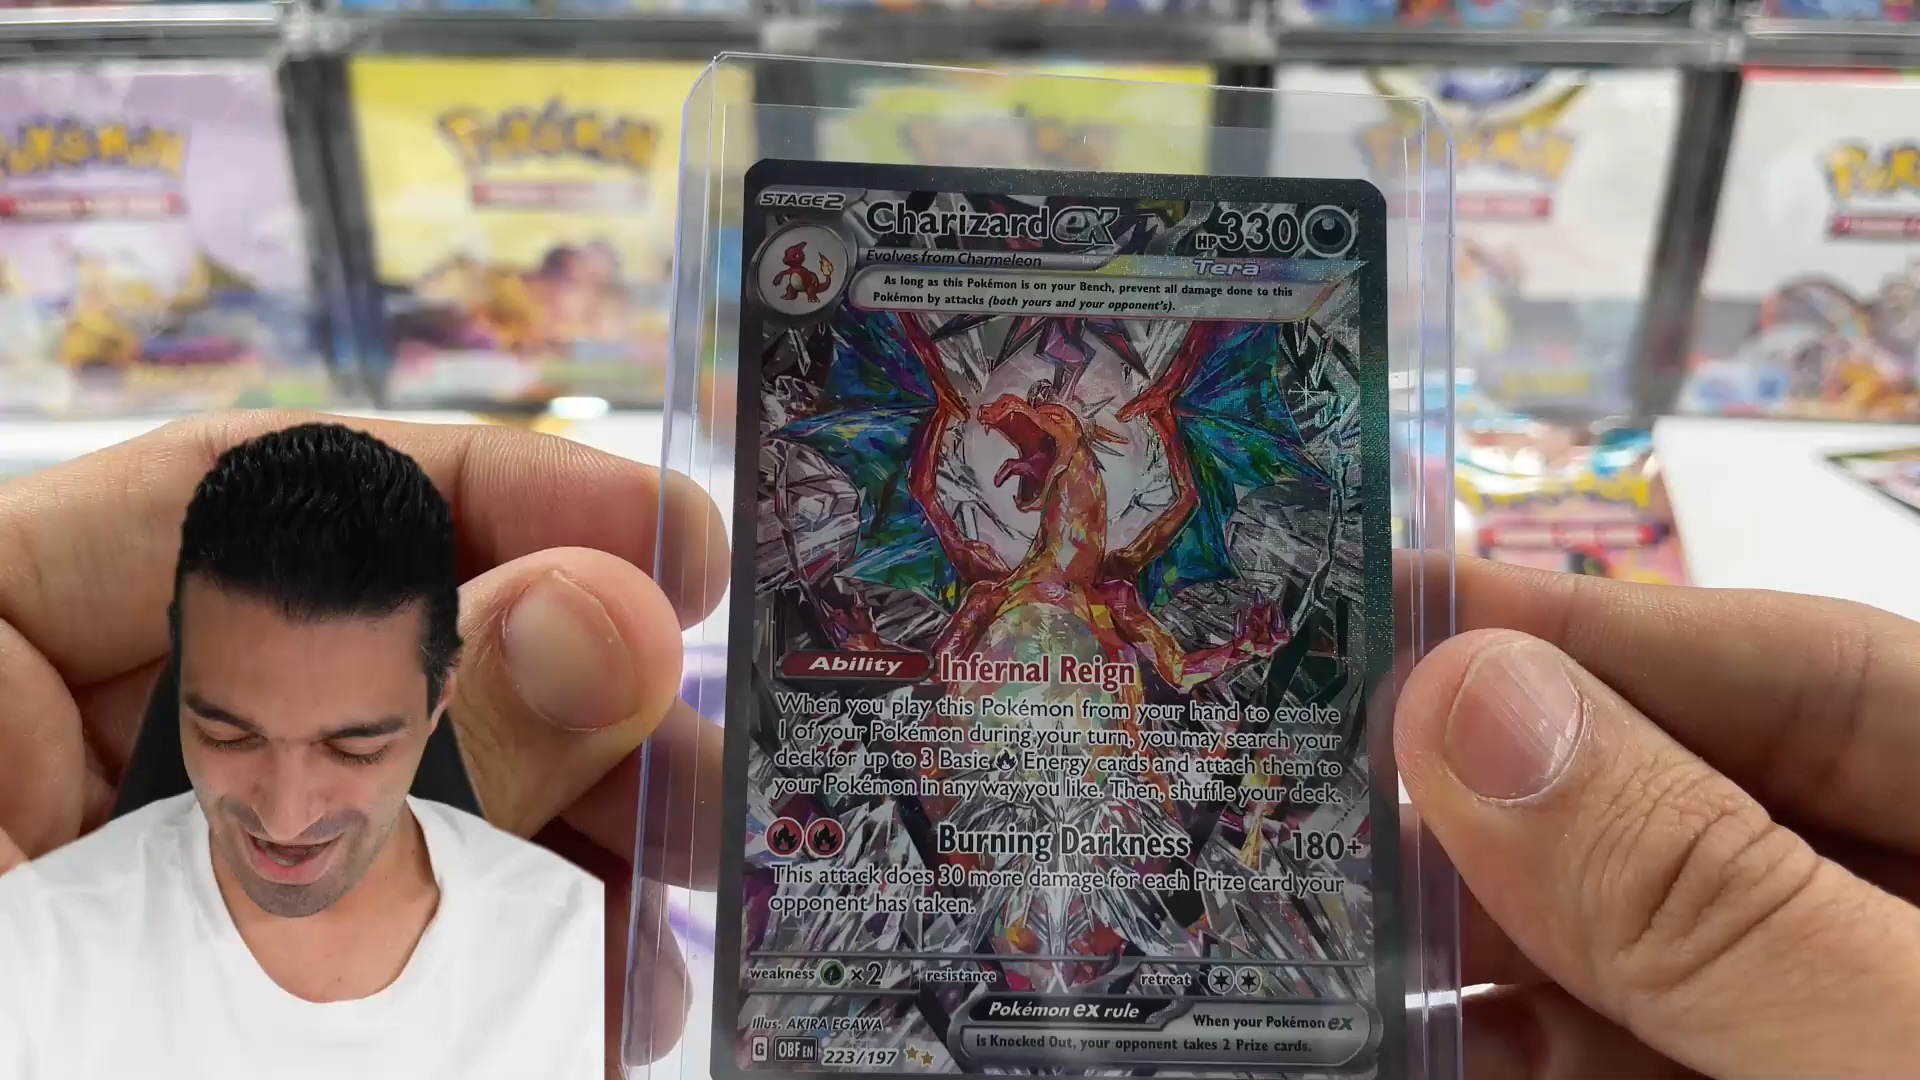 Pokémon
Pokémon
Pokémon
STAGE2
Charizard ex
HP 330
Evolves from Charmeleon
Tera
As long as this Pokémon is on your Bench, prevent all damage done to this
Pokémon by attacks (both yours and your opponent's).
Ability Infernal Reign
When you play this Pokémon from your hand to evolve
1 of your Pokémon during your turn, you may search your
deck for up to 3 Basic Energy cards and attach them to
your Pokémon in any way you like. Then, shuffle your deck.
Burning Darkness 180+
This attack does 30 more damage for each Prize card your
opponent has taken.
weakness ×2 resistance retreat
Illus. AKIRA EGAWA
Pokémon ex rule
When your Pokémon ex
is Knocked Out, your opponent takes 2 Prize cards.
G OBF EN 223/197